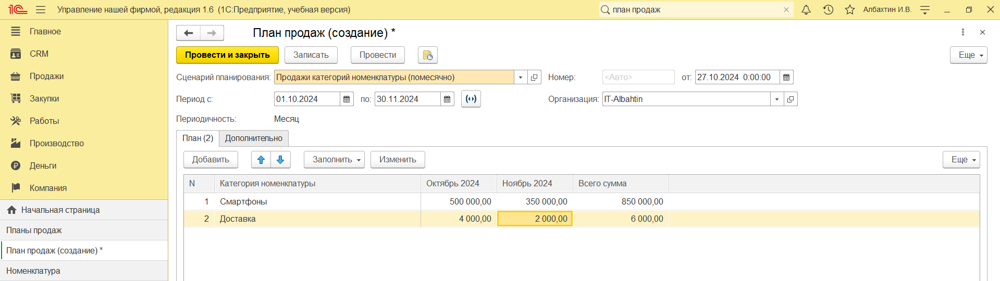 1С Управление нашей фирмой, редакция 1.6 (1С:Предприятие, учебная версия) план продаж Албахтин И.В.
Главное
CRM
Продажи
Закупки
Работы
Производство
Деньги
Компания
Начальная страница
Планы продаж
План продаж (создание) *
Номенклатура
План продаж (создание) *
Провести и закрыть Записать Провести Еще
Сценарий планирования: Продажи категорий номенклатуры (помесячно) Номер: <Авто> от: 27.10.2024 0:00:00
Период с: 01.10.2024 по: 30.11.2024 Организация: IT-Albahtin
Периодичность: Месяц
План (2) Дополнительно
Добавить Заполнить Изменить Еще
N Категория номенклатуры Октябрь 2024 Ноябрь 2024 Всего сумма
1 Смартфоны 500 000,00 350 000,00 850 000,00
2 Доставка 4 000,00 2 000,00 6 000,00